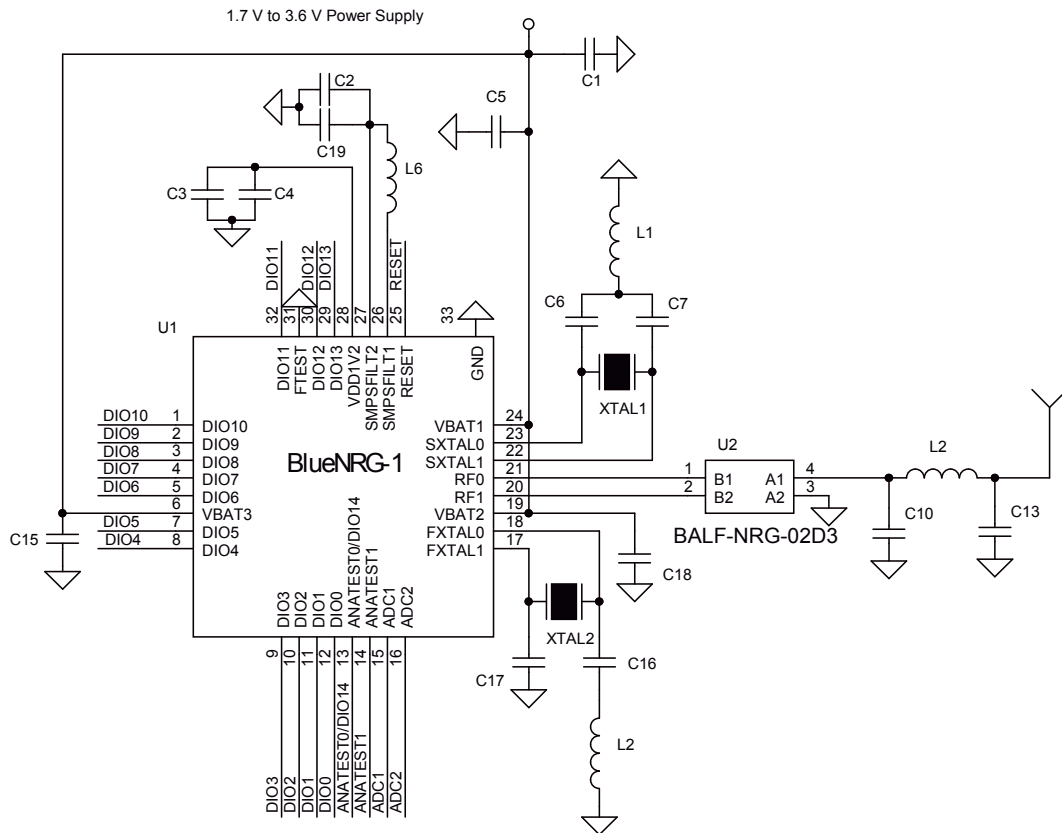 1.7 V to 3.6 V Power Supply
C1
C2
C5
C19
L6
C3
C4
L1
DIO11
DIO12
DIO13
RESET
C6
C7
U1
32
31
30
29
28
27
26
25
33
DIO11
FTEST
DIO12
DIO13
VDD1V2
SMPSFILT2
SMPSFILT1
RESET
GND
XTAL1
DIO10 1 DIO10
DIO9 2 DIO9
DIO8 3 DIO8
DIO7 4 DIO7
DIO6 5 DIO6
6 VBAT3
DIO5 7 DIO5
DIO4 8 DIO4
C15
BlueNRG-1
VBAT1 24
SXTAL0 23
SXTAL1 22
RF0 21
RF1 20
VBAT2 19
FXTAL0 18
FXTAL1 17
U2
1 B1 A1 4
2 B2 A2 3
BALF-NRG-02D3
L2
C10
C13
C18
XTAL2
C17
C16
L2
DIO3
DIO2
DIO1
DIO0
ANATEST0/DIO14
ANATEST1
ADC1
ADC2
9
10
11
12
13
14
15
16
DIO3
DIO2
DIO1
DIO0
ANATEST0/DIO14
ANATEST1
ADC1
ADC2